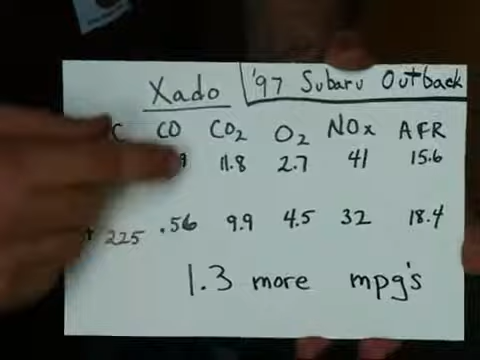 Xado '97 Subaru Outback
C CO CO2 O2 NOx AFR
9 11.8 2.7 41 15.6
225 .56 9.9 4.5 32 18.4
1.3 more mpg's